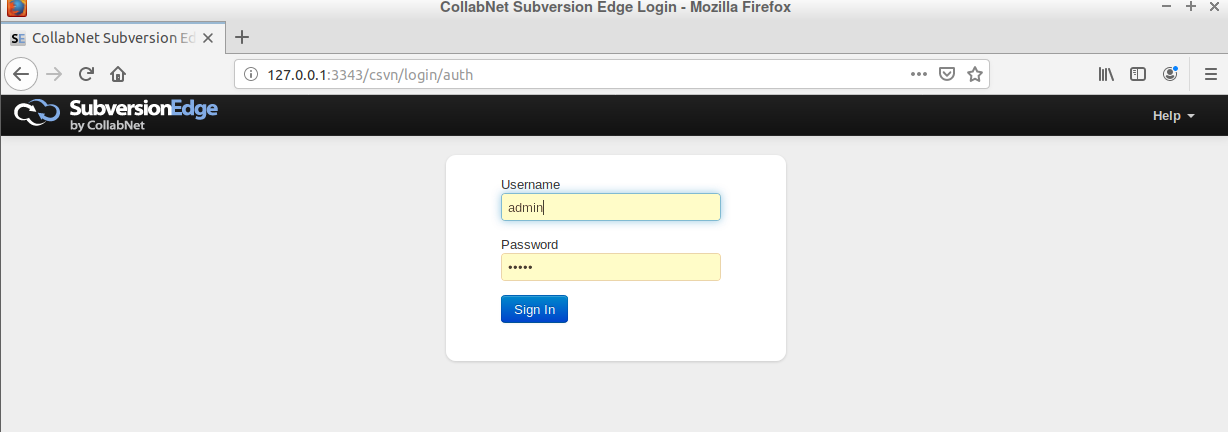 CollabNet Subversion Edge Login - Mozilla Firefox
SE CollabNet Subversion Ed
127.0.0.1:3343/csvn/login/auth
SubversionEdge
by CollabNet
Help
Username
admin
Password
•••••
Sign In